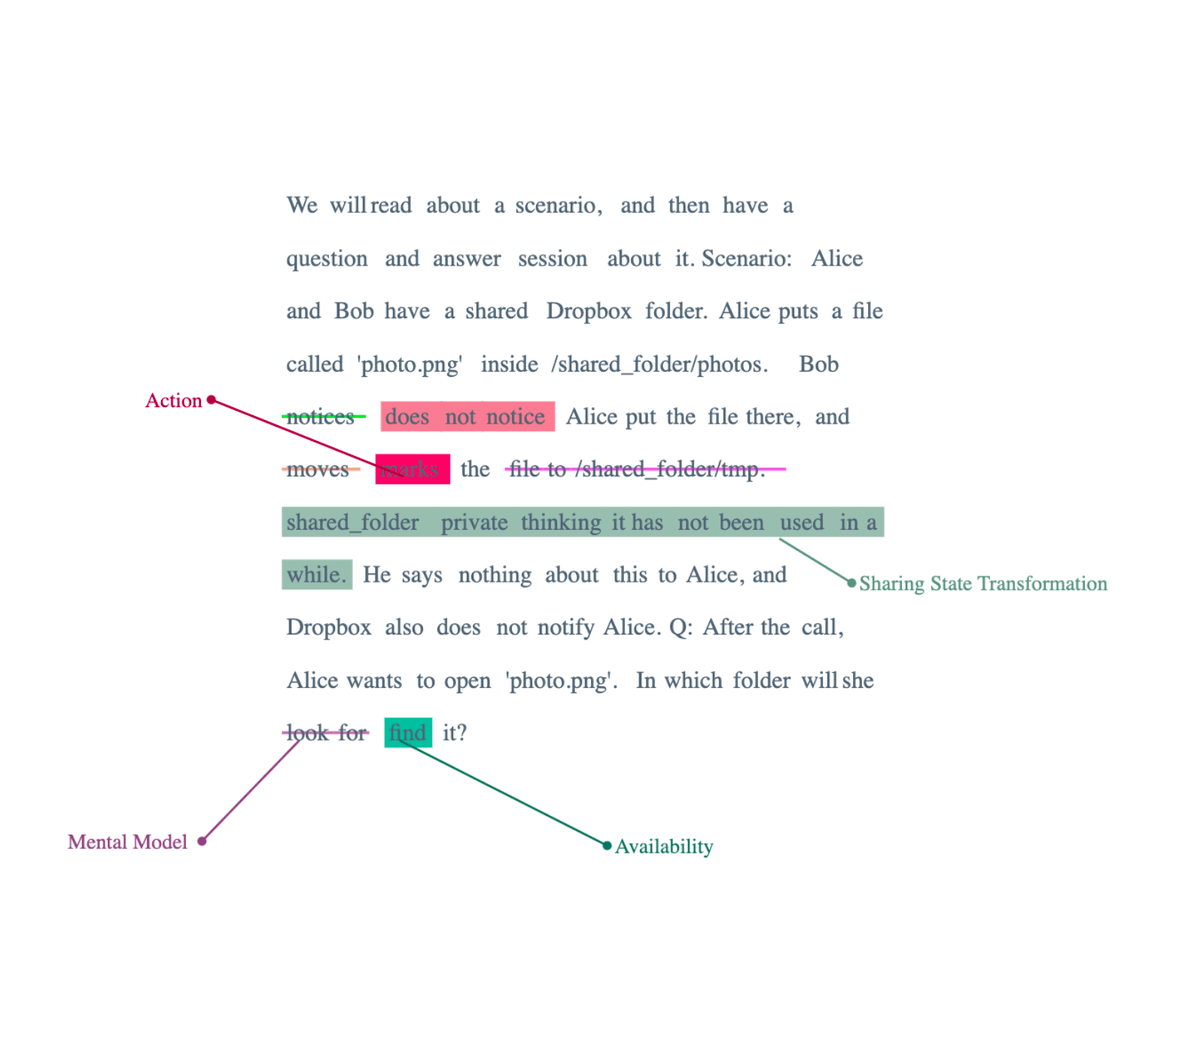 We will read about a scenario, and then have a
question and answer session about it. Scenario: Alice
and Bob have a shared Dropbox folder. Alice puts a file
called 'photo.png' inside /shared_folder/photos. Bob
Action
notices does not notice Alice put the file there, and
moves marks the file to /shared_folder/tmp.
shared_folder private thinking it has not been used in a
while. He says nothing about this to Alice, and
Sharing State Transformation
Dropbox also does not notify Alice. Q: After the call,
Alice wants to open 'photo.png'. In which folder will she
look for find it?
Mental Model
Availability